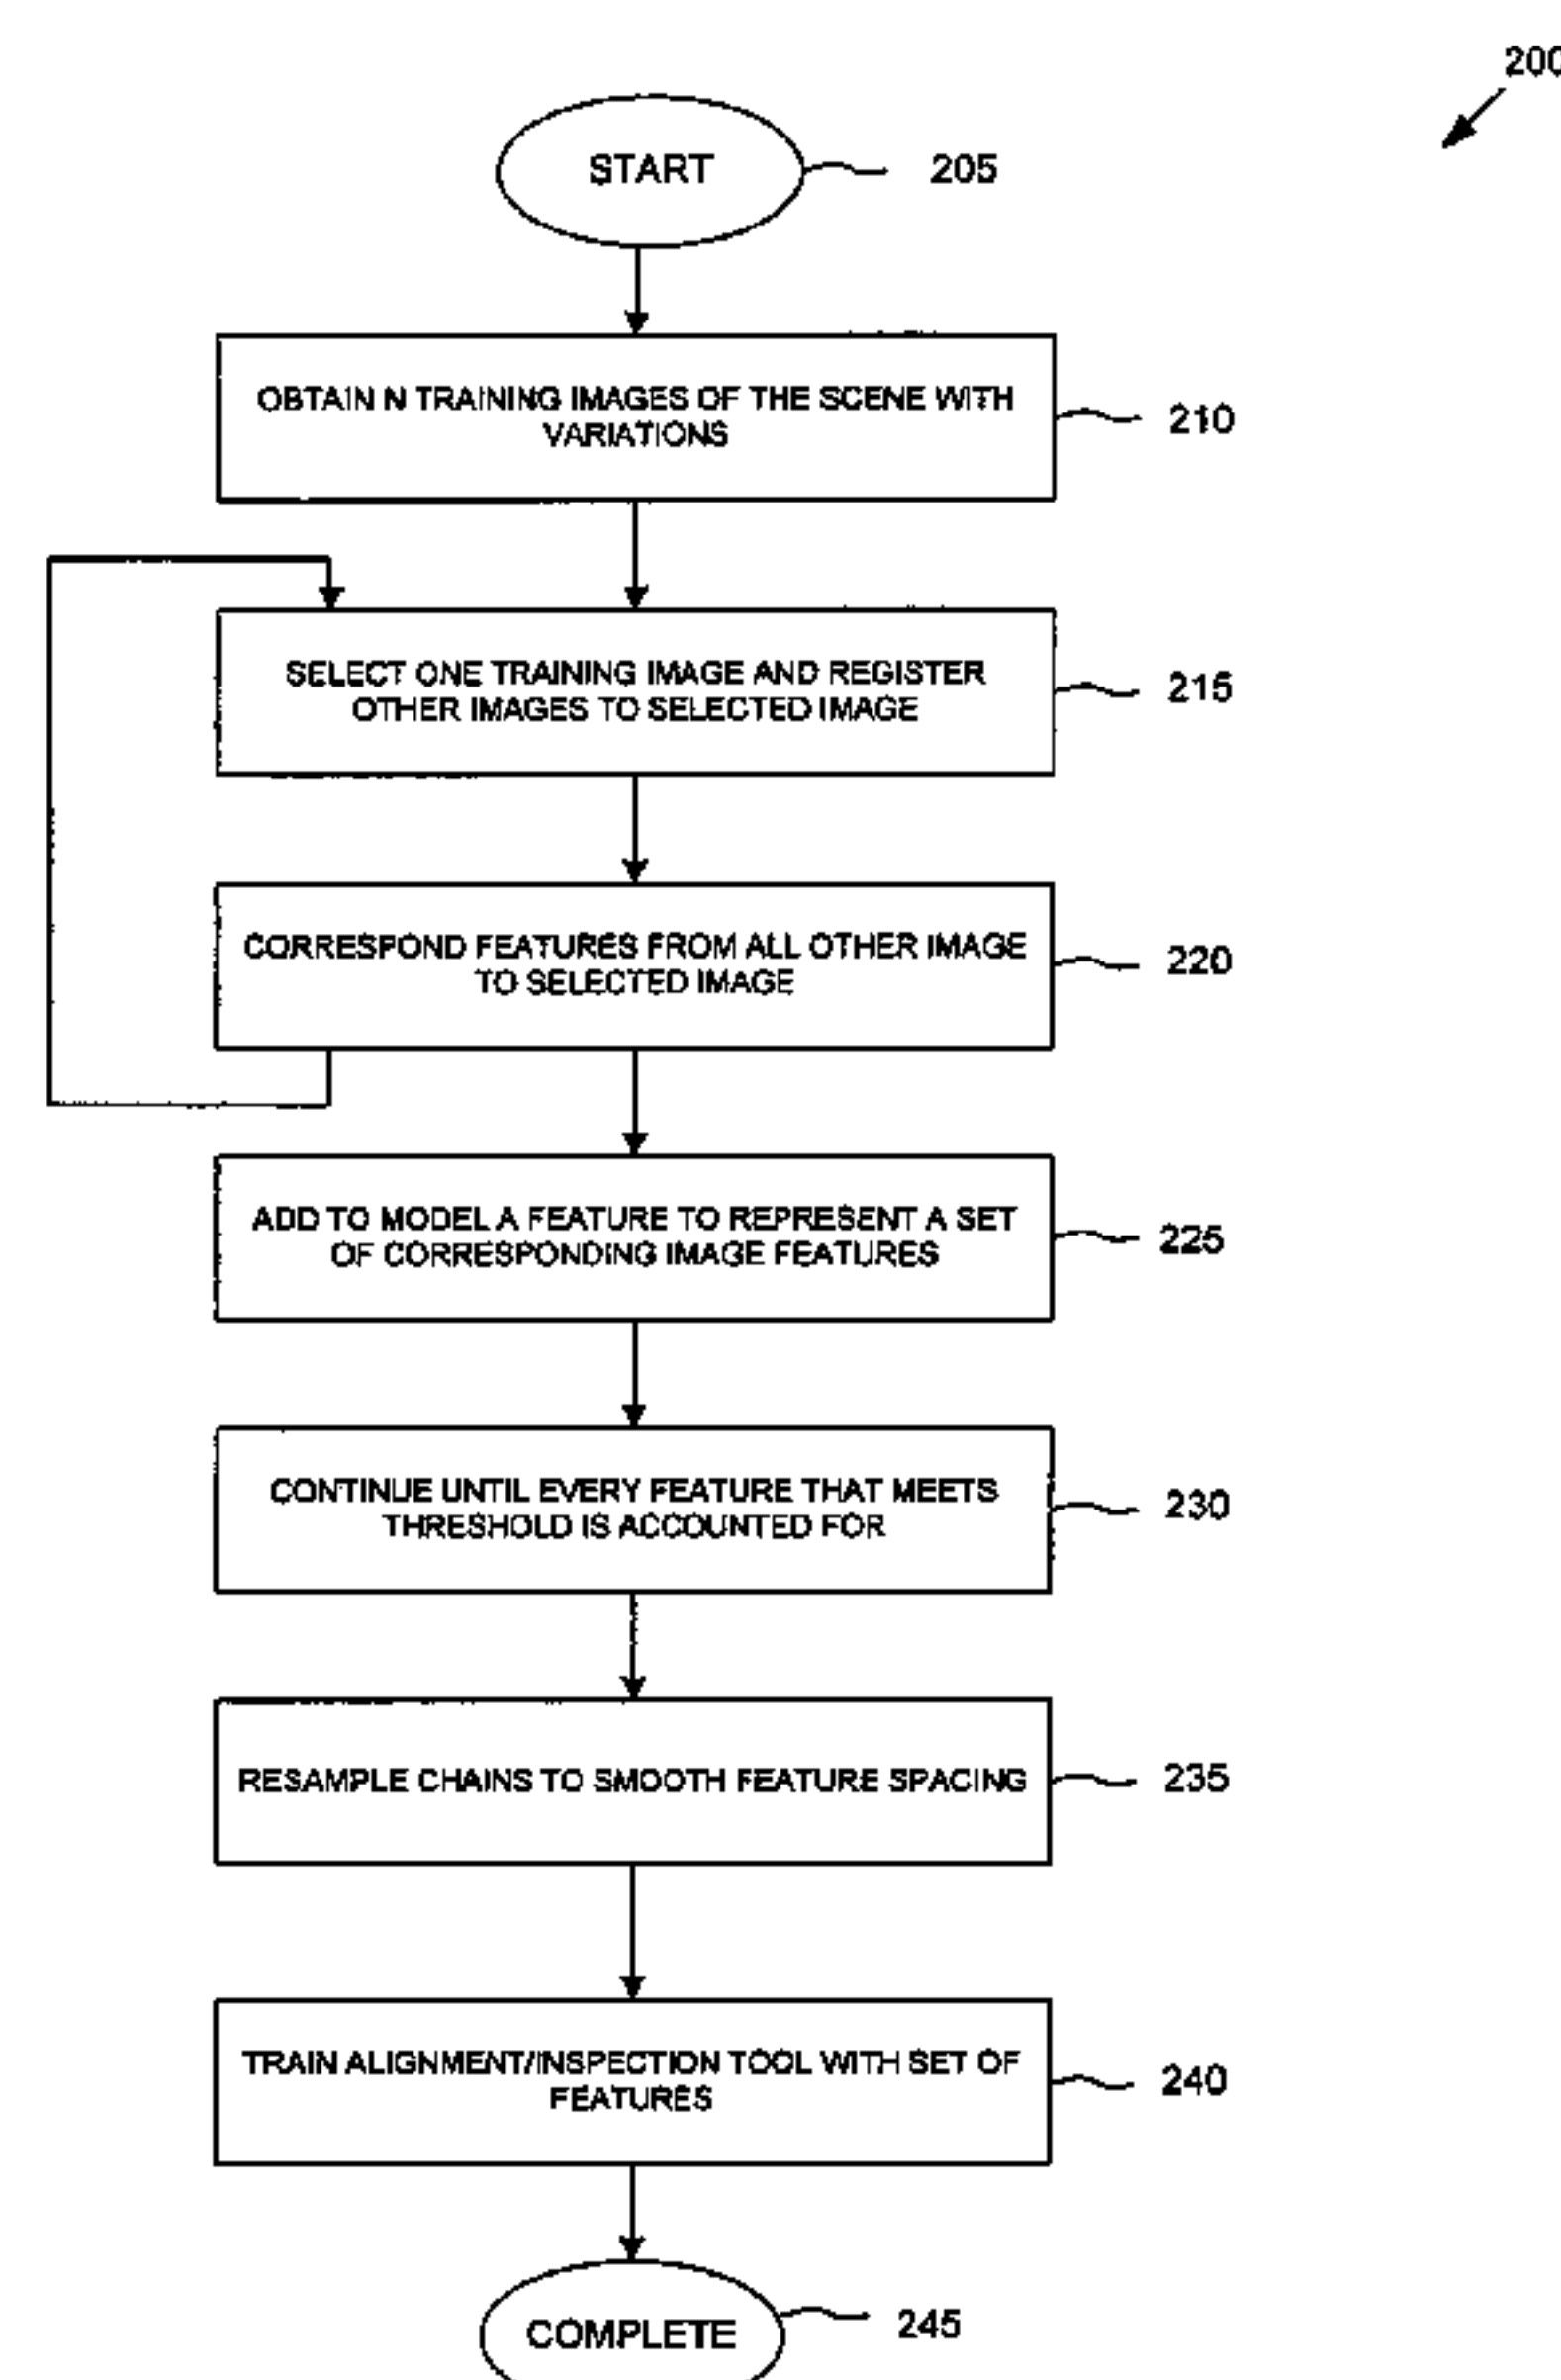 200
START
205
OBTAIN N TRAINING IMAGES OF THE SCENE WITH
VARIATIONS
210
SELECT ONE TRAINING IMAGE AND REGISTER
OTHER IMAGES TO SELECTED IMAGE
215
CORRESPOND FEATURES FROM ALL OTHER IMAGE
TO SELECTED IMAGE
220
ADD TO MODEL A FEATURE TO REPRESENT A SET
OF CORRESPONDING IMAGE FEATURES
225
CONTINUE UNTIL EVERY FEATURE THAT MEETS
THRESHOLD IS ACCOUNTED FOR
230
RESAMPLE CHAINS TO SMOOTH FEATURE SPACING
235
TRAIN ALIGNMENT/INSPECTION TOOL WITH SET OF
FEATURES
240
COMPLETE
245